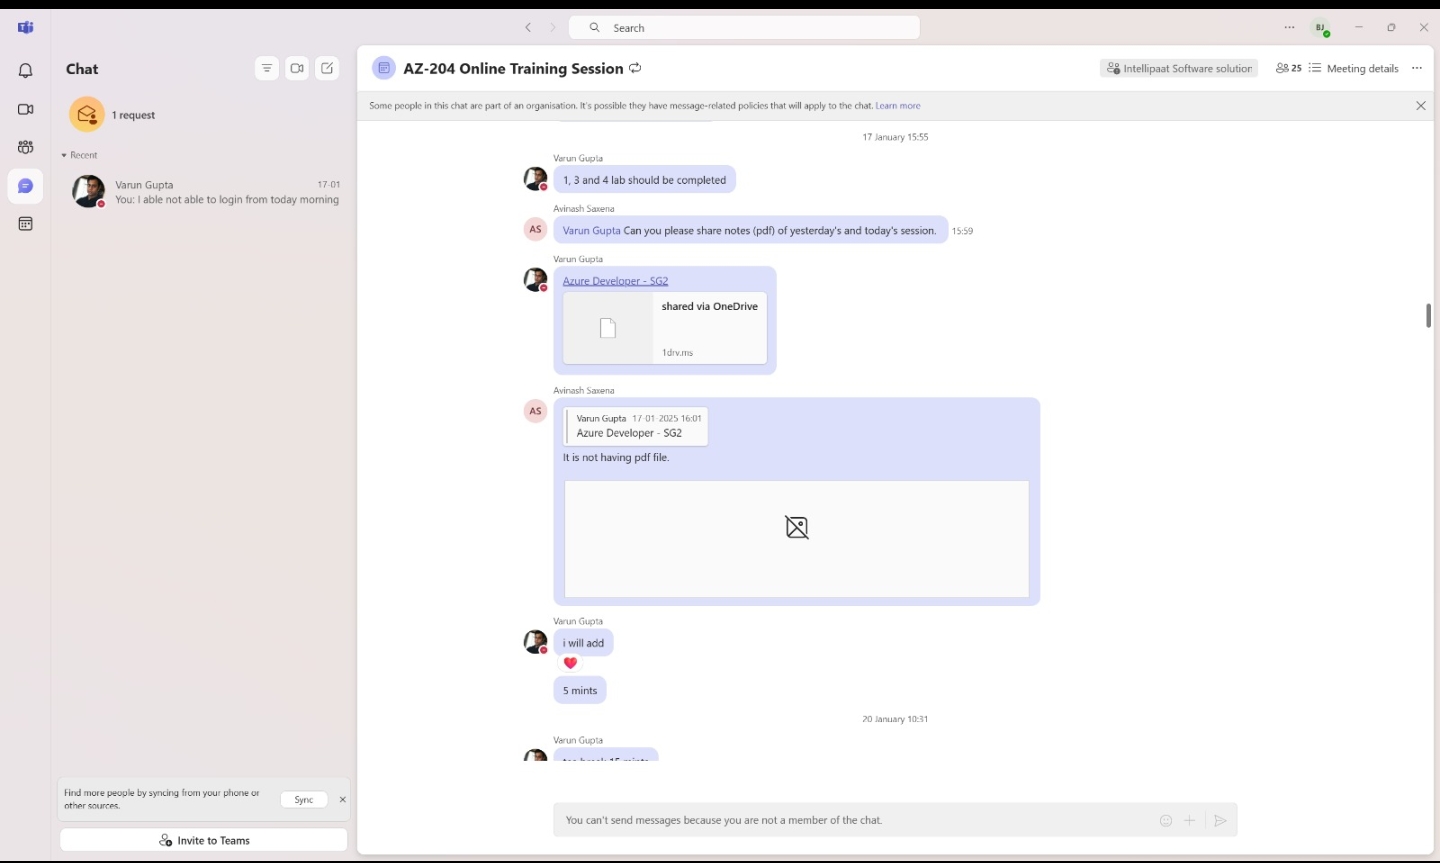 Search
BJ
Chat
1 request
Recent
Varun Gupta 17-01
You: I able not able to login from today morning
Find more people by syncing from your phone or
other sources.
Sync
Invite to Teams
AZ-204 Online Training Session
Intellipaat Software solution
25
Meeting details
Some people in this chat are part of an organisation. It's possible they have message-related policies that will apply to the chat. Learn more
17 January 15:55
Varun Gupta
1, 3 and 4 lab should be completed
Avinash Saxena
AS
Varun Gupta Can you please share notes (pdf) of yesterday's and today's session.
15:59
Varun Gupta
Azure Developer - SG2
shared via OneDrive
1drv.ms
Avinash Saxena
AS
Varun Gupta 17-01-2025 16:01
Azure Developer - SG2
It is not having pdf file.
Varun Gupta
i will add
5 mints
20 January 10:31
Varun Gupta
You can't send messages because you are not a member of the chat.